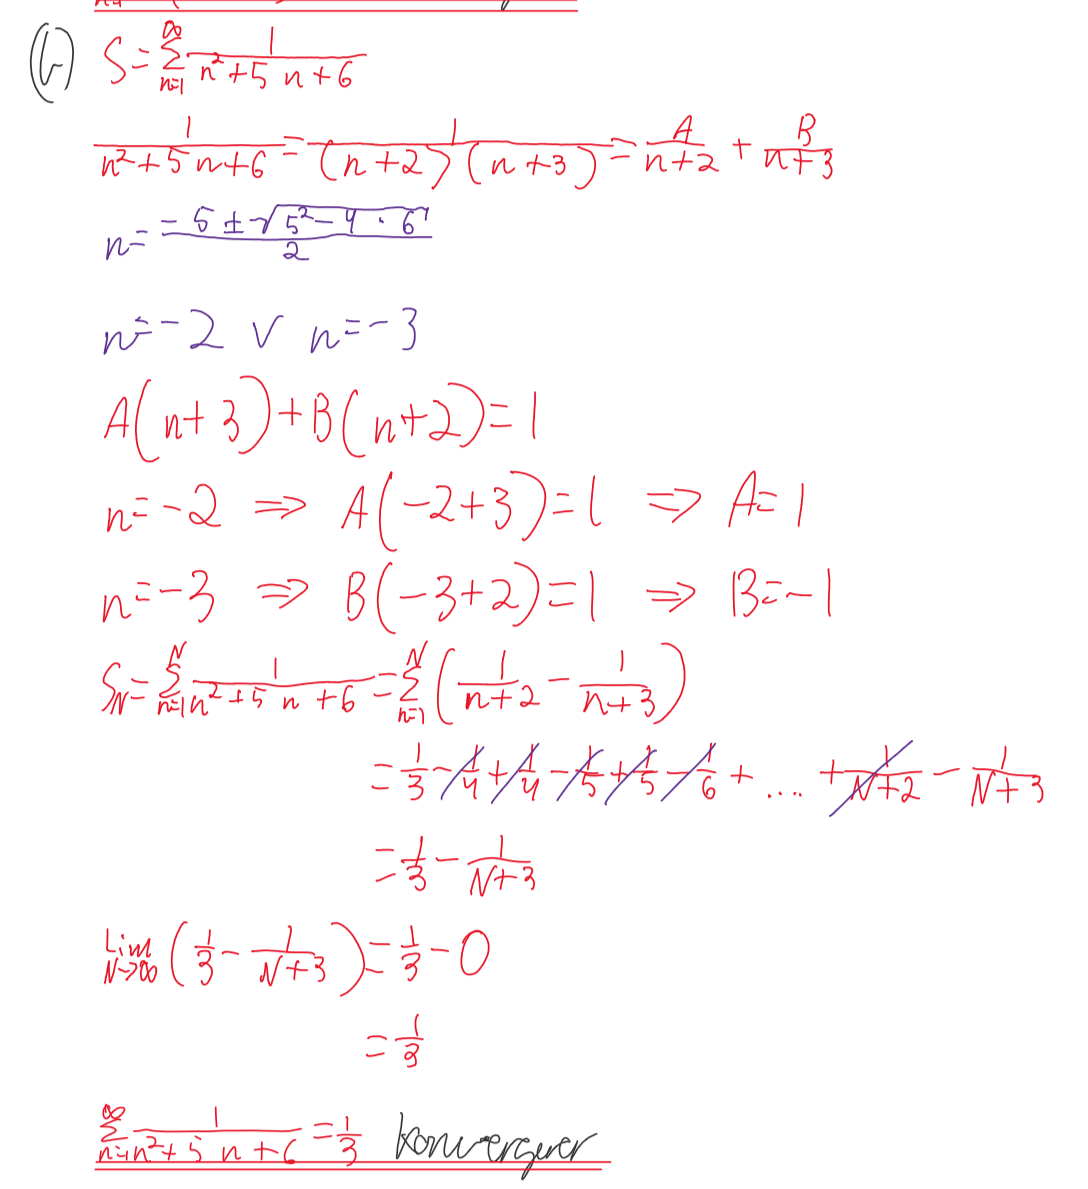 b) S = ∑_{n=1}^{∞} 1/(n²+5n+6)
1/(n²+5n+6) = 1/((n+2)(n+3)) = A/(n+2) + B/(n+3)
n = (-5 ± √(5²-4·6))/2
n = -2 ∨ n = -3
A(n+3)+B(n+2)=1
n=-2 ⇒ A(-2+3)=1 ⇒ A=1
n=-3 ⇒ B(-3+2)=1 ⇒ B=-1
S_N = ∑_{n=1}^{N} 1/(n²+5n+6) = ∑_{n=1}^{N} (1/(n+2) - 1/(n+3))
= 1/3 - 1/4 + 1/4 - 1/5 + 1/5 - 1/6 + .... + 1/(N+2) - 1/(N+3)
= 1/3 - 1/(N+3)
Lim_{N→∞} (1/3 - 1/(N+3)) = 1/3 - 0
= 1/3
∑_{n=1}^{∞} 1/(n²+5n+6) = 1/3 konvergerer